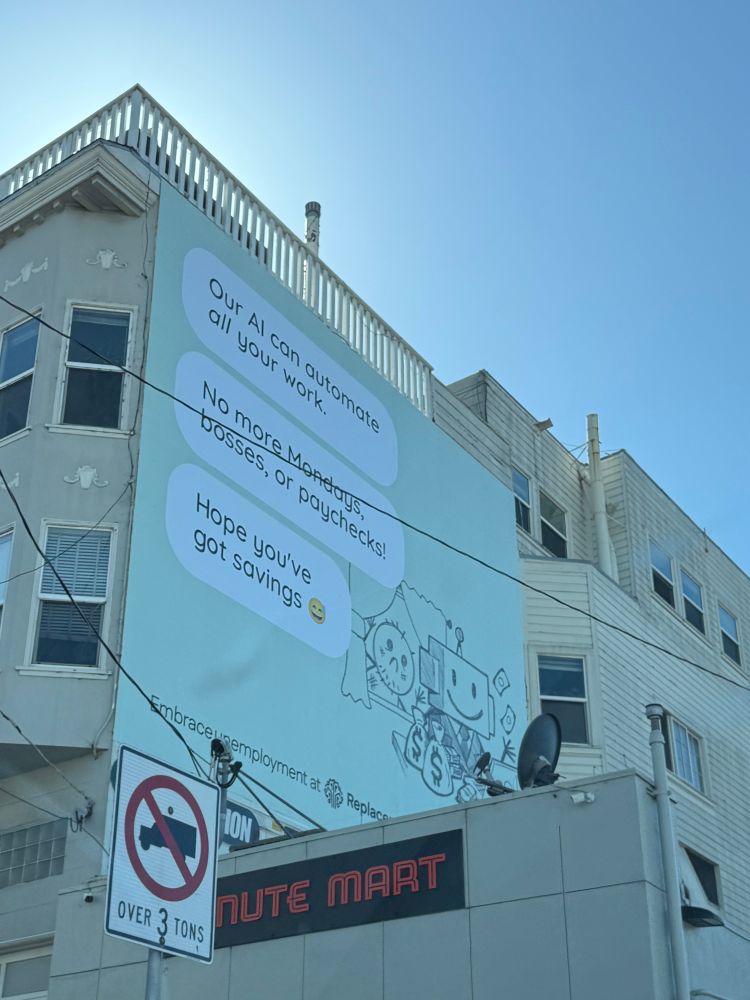 Our AI can automate
all your work.
No more Mondays,
bosses, or paychecks!
Hope you've
got savings 😅
$
$
Embrace unemployment at
Replace
ION
NUTE MART
OVER 3 TONS